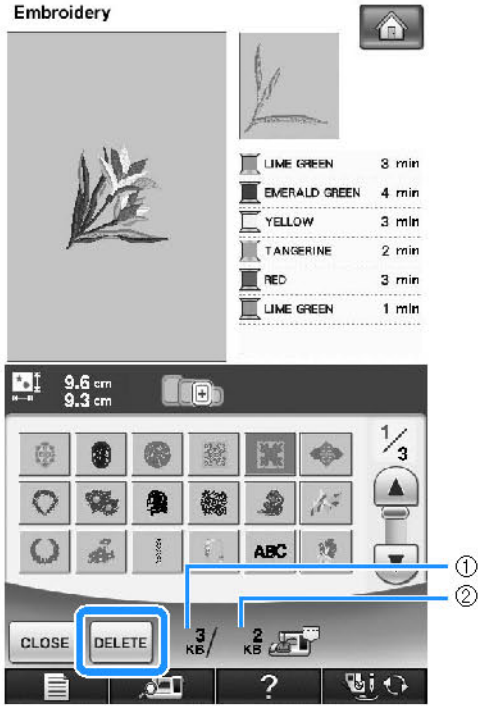 Embroidery
LIME GREEN 3 min
EMERALD GREEN 4 min
YELLOW 3 min
TANGERINE 2 min
RED 3 min
LIME GREEN 1 min
9.6 cm
9.3 cm
1/3
ABC
①
②
CLOSE DELETE 3 KB/ 2 KB
?